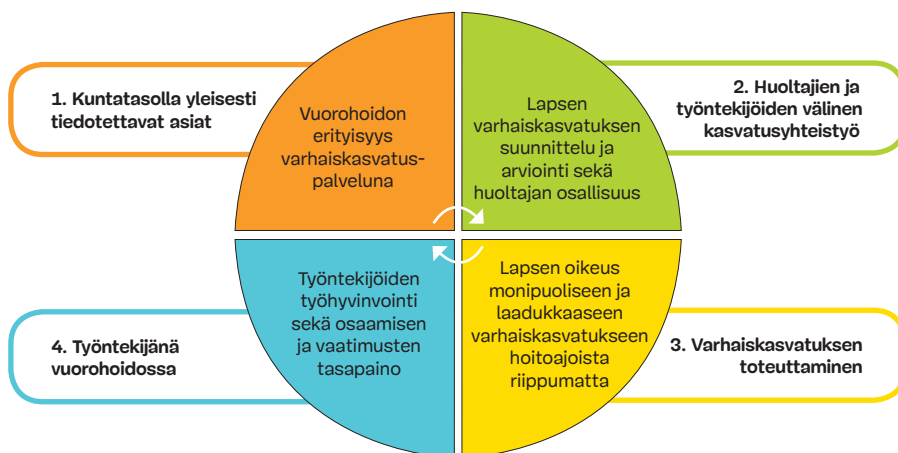 1. Kuntatasolla yleisesti
tiedotettavat asiat
Vuorohoidon
erityisyys
varhaiskasvatus-
palveluna
Lapsen
varhaiskasvatuksen
suunnittelu ja
arviointi sekä
huoltajan osallisuus
2. Huoltajien ja
työntekijöiden välinen
kasvatusyhteistyö
4. Työntekijänä
vuorohoidossa
Työntekijöiden
työhyvinvointi
sekä osaamisen
ja vaatimusten
tasapaino
Lapsen oikeus
monipuoliseen ja
laadukkaaseen
varhaiskasvatukseen
hoitoajoista
riippumatta
3. Varhaiskasvatuksen
toteuttaminen